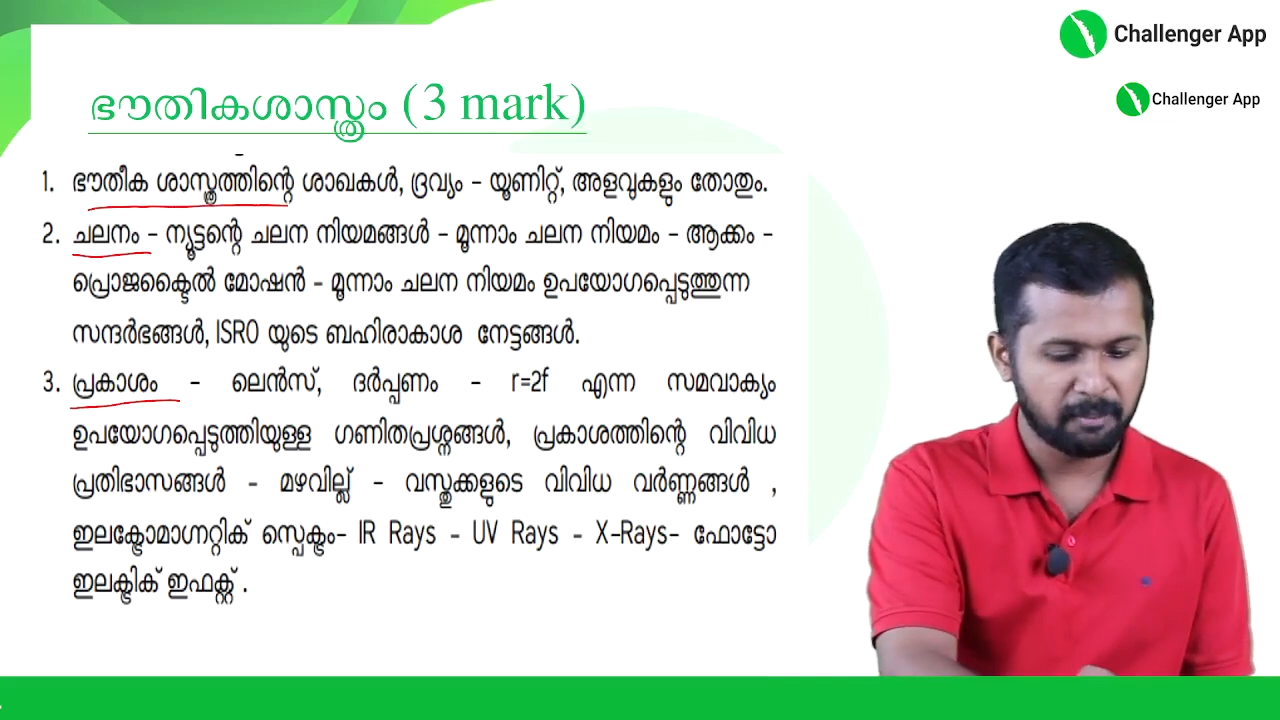 Challenger App
Challenger App
ഭൗതികശാസ്ത്രം (3 mark)
1. ഭൗതീക ശാസ്ത്രത്തിന്റെ ശാഖകൾ, ദ്രവ്യം - യൂണിറ്റ്, അളവുകളും തോതും.
2. ചലനം - ന്യൂട്ടന്റെ ചലന നിയമങ്ങൾ - മൂന്നാം ചലന നിയമം - ആക്കം -
പ്രൊജക്ടൈൽ മോഷൻ - മൂന്നാം ചലന നിയമം ഉപയോഗപ്പെടുത്തുന്ന
സന്ദർഭങ്ങൾ, ISRO യുടെ ബഹിരാകാശ നേട്ടങ്ങൾ.
3. പ്രകാശം - ലെൻസ്, ദർപ്പണം - r=2f എന്ന സമവാക്യം
ഉപയോഗപ്പെടുത്തിയുള്ള ഗണിതപ്രശ്നങ്ങൾ, പ്രകാശത്തിന്റെ വിവിധ
പ്രതിഭാസങ്ങൾ - മഴവില്ല് - വസ്തുക്കളുടെ വിവിധ വർണ്ണങ്ങൾ ,
ഇലക്ട്രോമാഗ്നറ്റിക് സ്പെക്ട്രം- IR Rays - UV Rays - X-Rays- ഫോട്ടോ
ഇലക്ട്രിക് ഇഫക്റ്റ് .